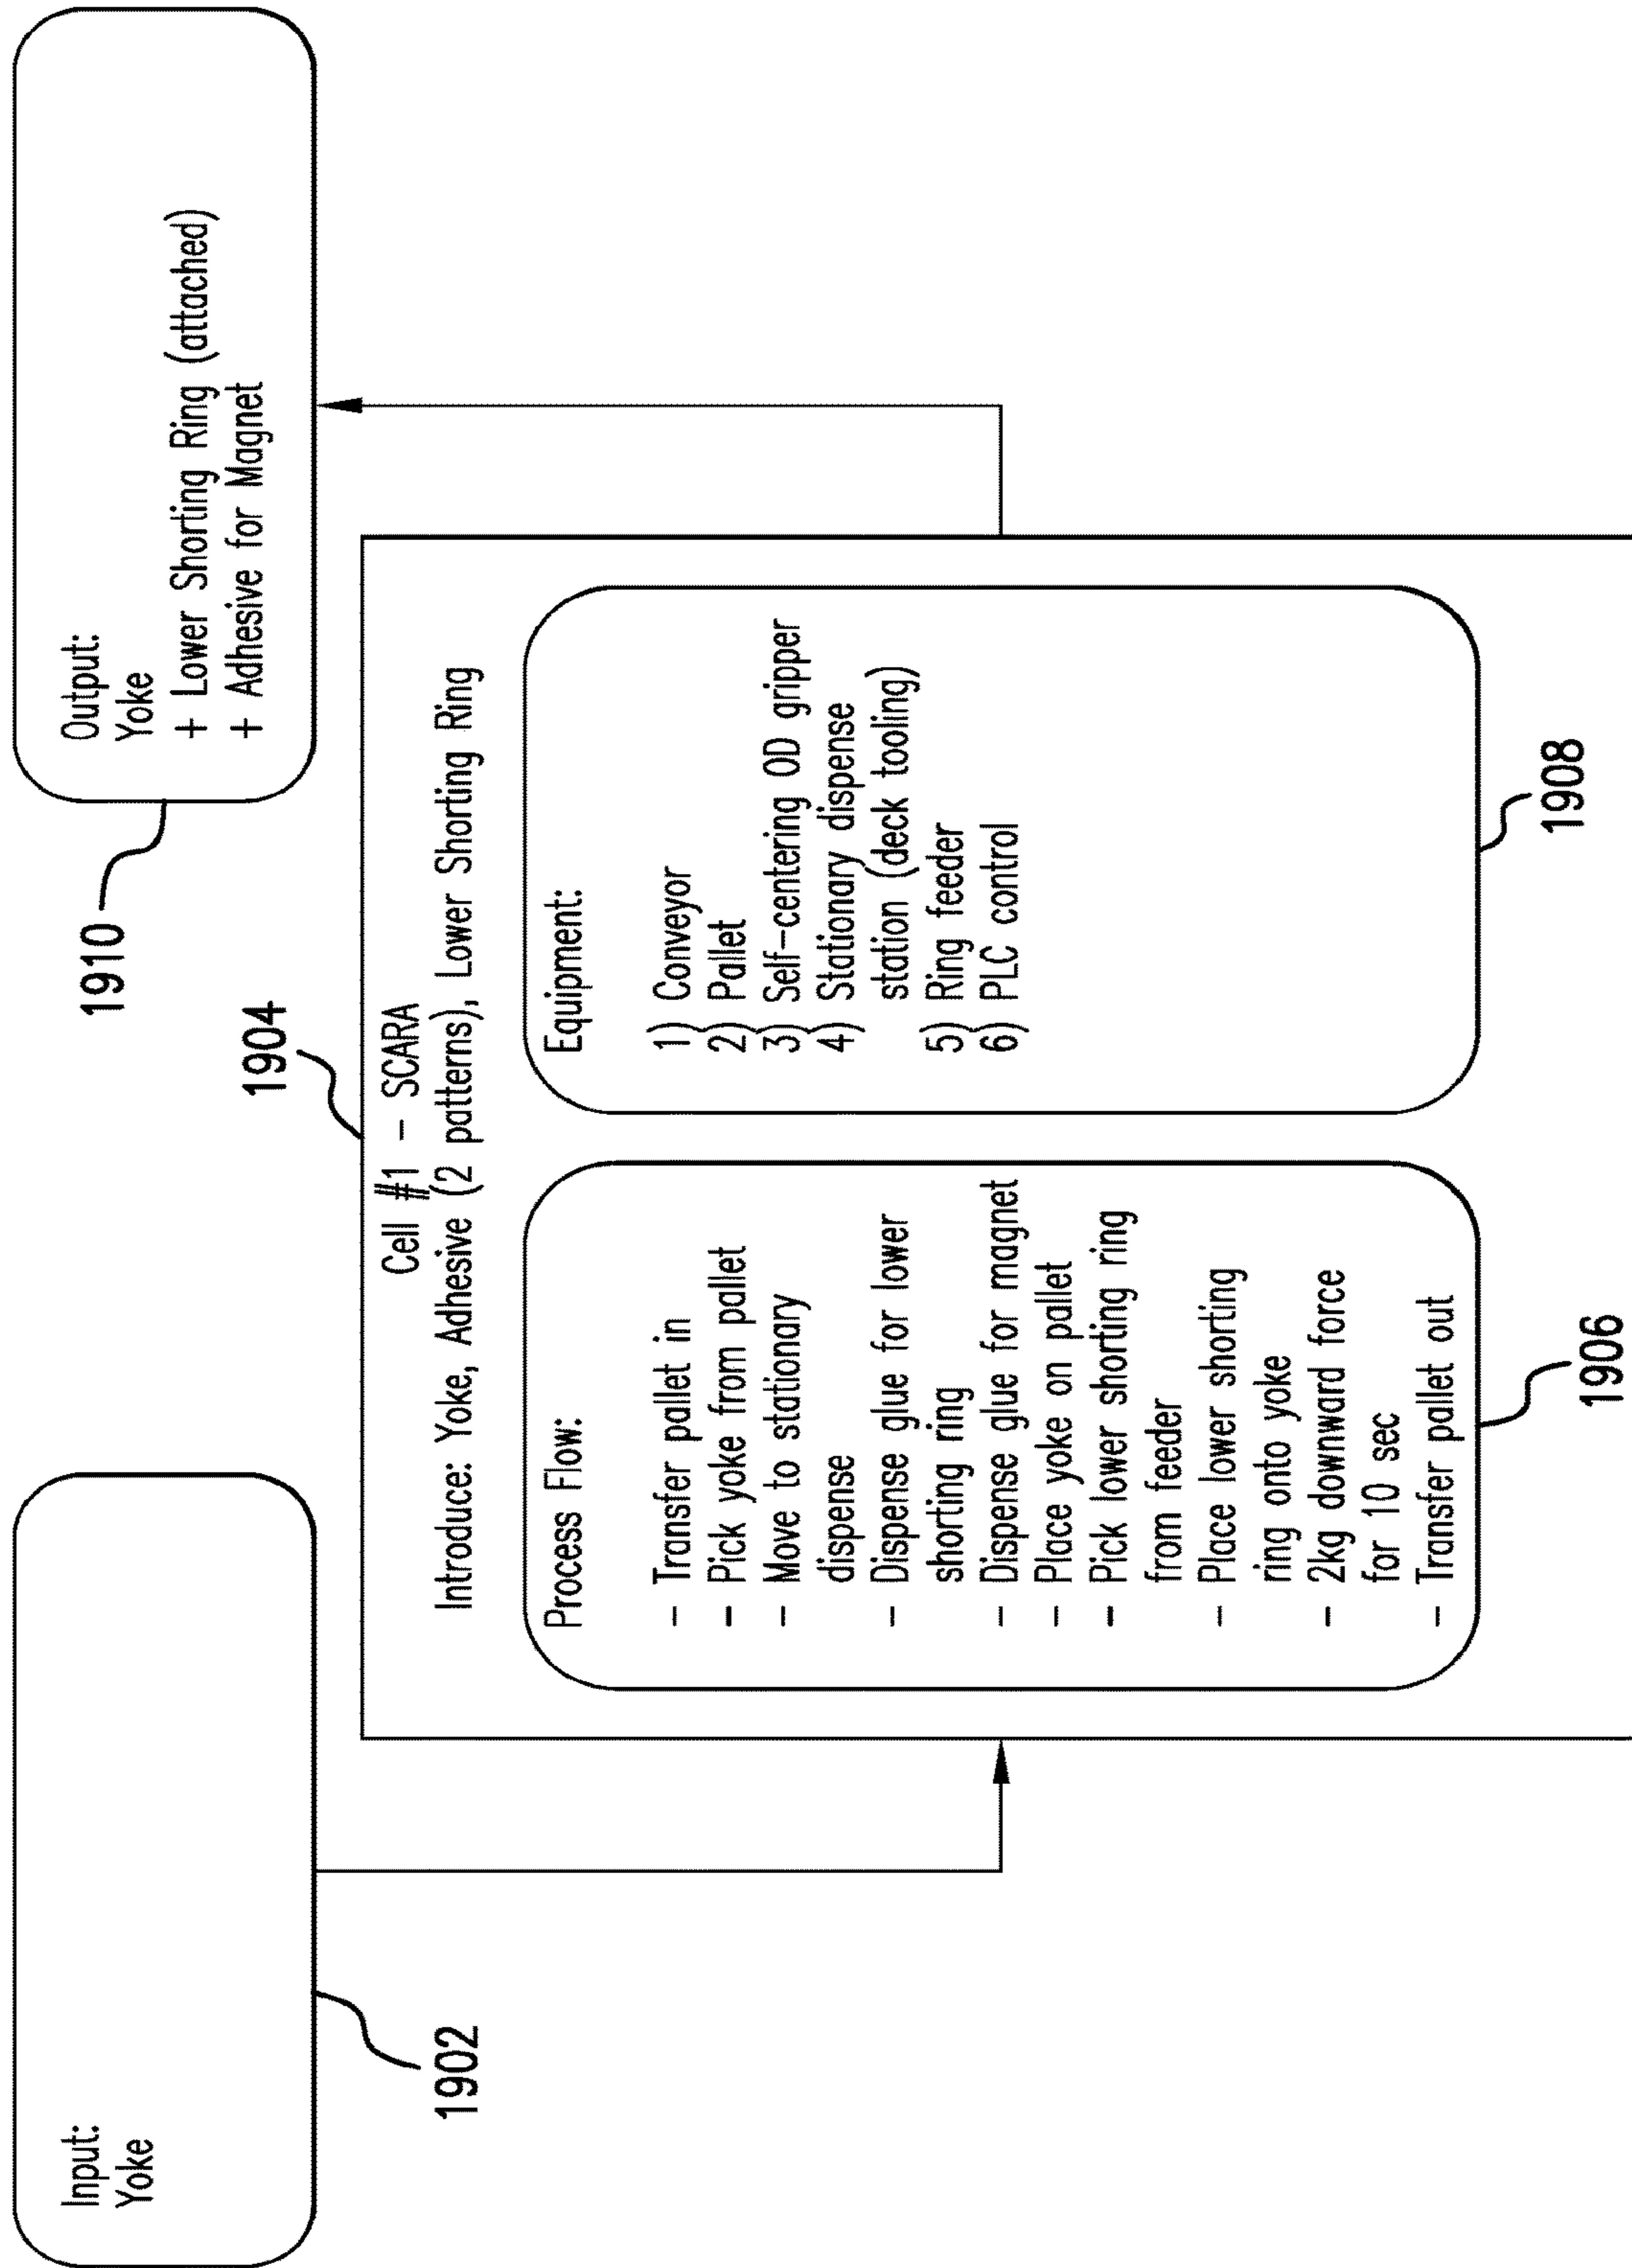 Input:
Yoke
1902
1904
Cell #1 - SCARA
Introduce: Yoke, Adhesive (2 patterns), Lower Shorting Ring
Process Flow:
- Transfer pallet in
- Pick yoke from pallet
- Move to stationary
dispense
- Dispense glue for lower
shorting ring
- Dispense glue for magnet
- Place yoke on pallet
- Pick lower shorting ring
from feeder
- Place lower shorting
ring onto yoke
- 2kg downward force
for 10 sec
- Transfer pallet out
1906
Equipment:
1) Conveyor
2) Pallet
3) Self-centering OD gripper
4) Stationary dispense
station (deck tooling)
5) Ring feeder
6) PLC control
1908
1910
Output:
Yoke
+ Lower Shorting Ring (attached)
+ Adhesive for Magnet